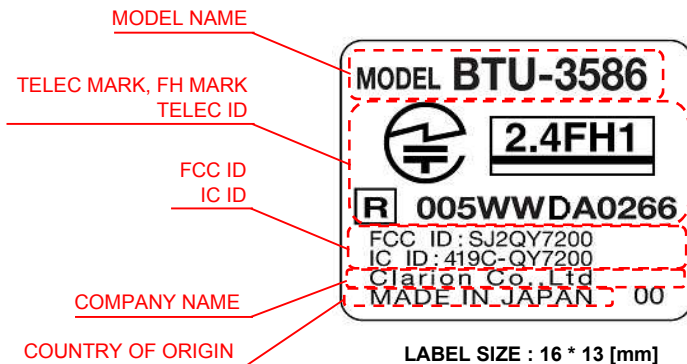 MODEL NAME
MODEL BTU-3586
TELEC MARK, FH MARK
TELEC ID
2.4FH1
FCC ID
IC ID
R 005WWDA0266
FCC ID : SJ2QY7200
IC ID : 419C-QY7200
Clarion Co.,Ltd
COMPANY NAME
MADE IN JAPAN 00
COUNTRY OF ORIGIN
LABEL SIZE : 16 * 13 [mm]